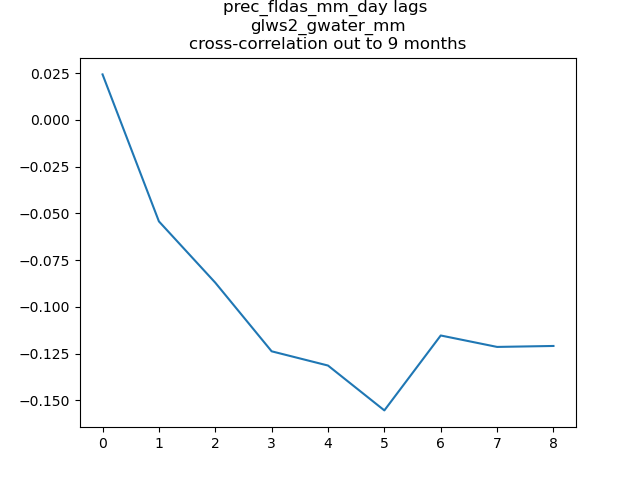 prec_fldas_mm_day lags
glws2_gwater_mm
cross-correlation out to 9 months
0.025
0.000
−0.025
−0.050
−0.075
−0.100
−0.125
−0.150
0 1 2 3 4 5 6 7 8